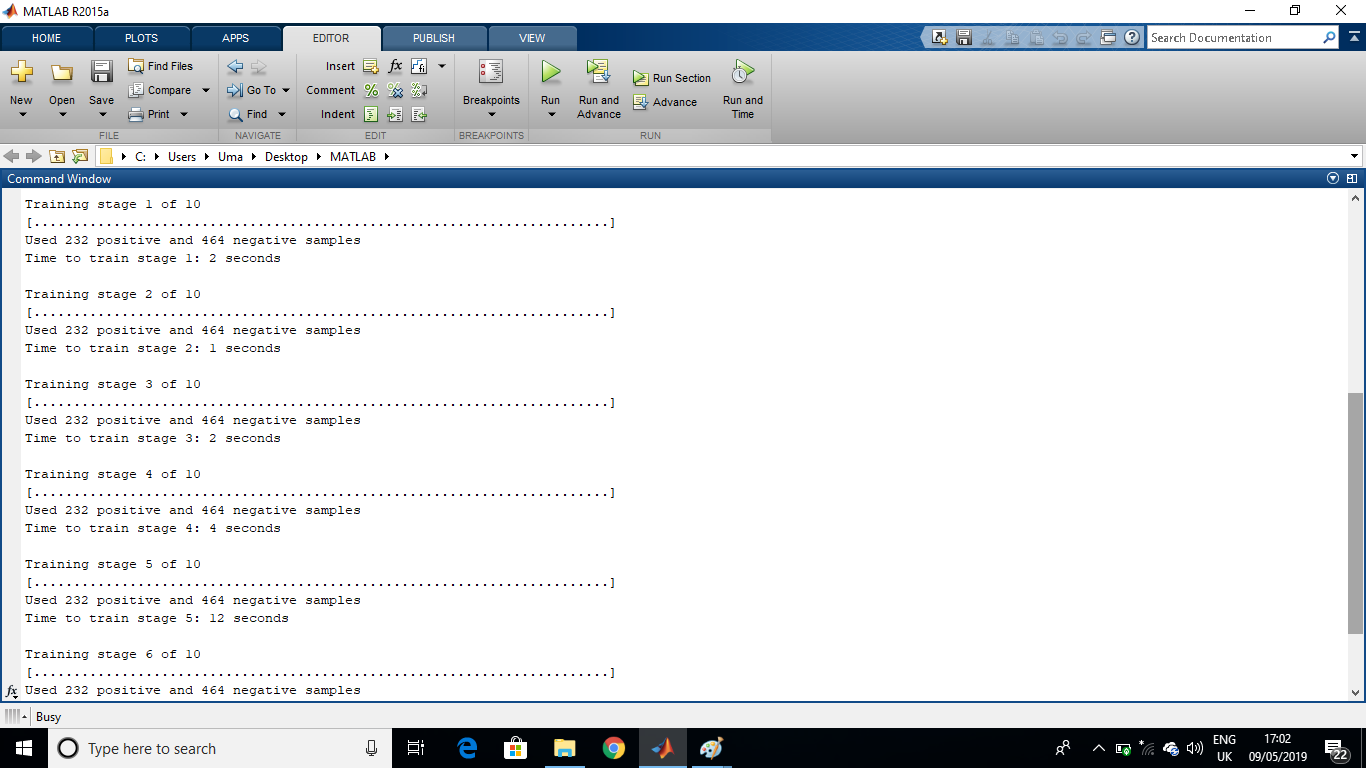 MATLAB R2015a
HOME PLOTS APPS EDITOR PUBLISH VIEW
Search Documentation
New Open Save
Find Files
Compare
Print
FILE
Go To
Find
NAVIGATE
Insert fx
Comment
Indent
EDIT
Breakpoints
BREAKPOINTS
Run
Run and Advance
Run Section
Advance
Run and Time
RUN
C: Users Uma Desktop MATLAB
Command Window
Training stage 1 of 10
[........................................................................]
Used 232 positive and 464 negative samples
Time to train stage 1: 2 seconds
Training stage 2 of 10
[........................................................................]
Used 232 positive and 464 negative samples
Time to train stage 2: 1 seconds
Training stage 3 of 10
[........................................................................]
Used 232 positive and 464 negative samples
Time to train stage 3: 2 seconds
Training stage 4 of 10
[........................................................................]
Used 232 positive and 464 negative samples
Time to train stage 4: 4 seconds
Training stage 5 of 10
[........................................................................]
Used 232 positive and 464 negative samples
Time to train stage 5: 12 seconds
Training stage 6 of 10
[........................................................................]
fx Used 232 positive and 464 negative samples
Busy
Type here to search
ENG
UK
17:02
09/05/2019
22